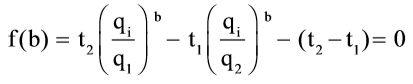 f(b) = t₂(qᵢ/q₁)ᵇ − t₁(qᵢ/q₂)ᵇ − (t₂ − t₁) = 0